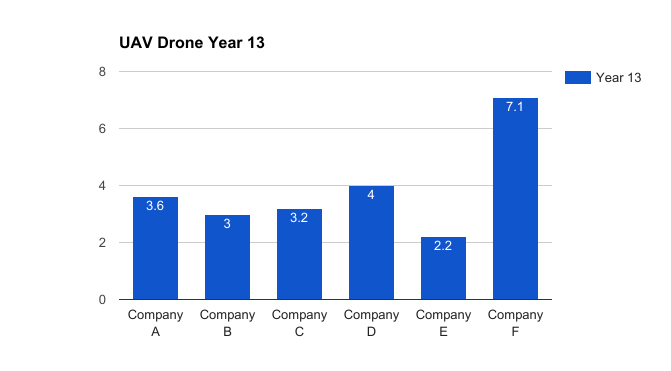 UAV Drone Year 13
8
Year 13
7.1
6
4
3.6
3
3.2
4
2.2
2
0
Company A
Company B
Company C
Company D
Company E
Company F